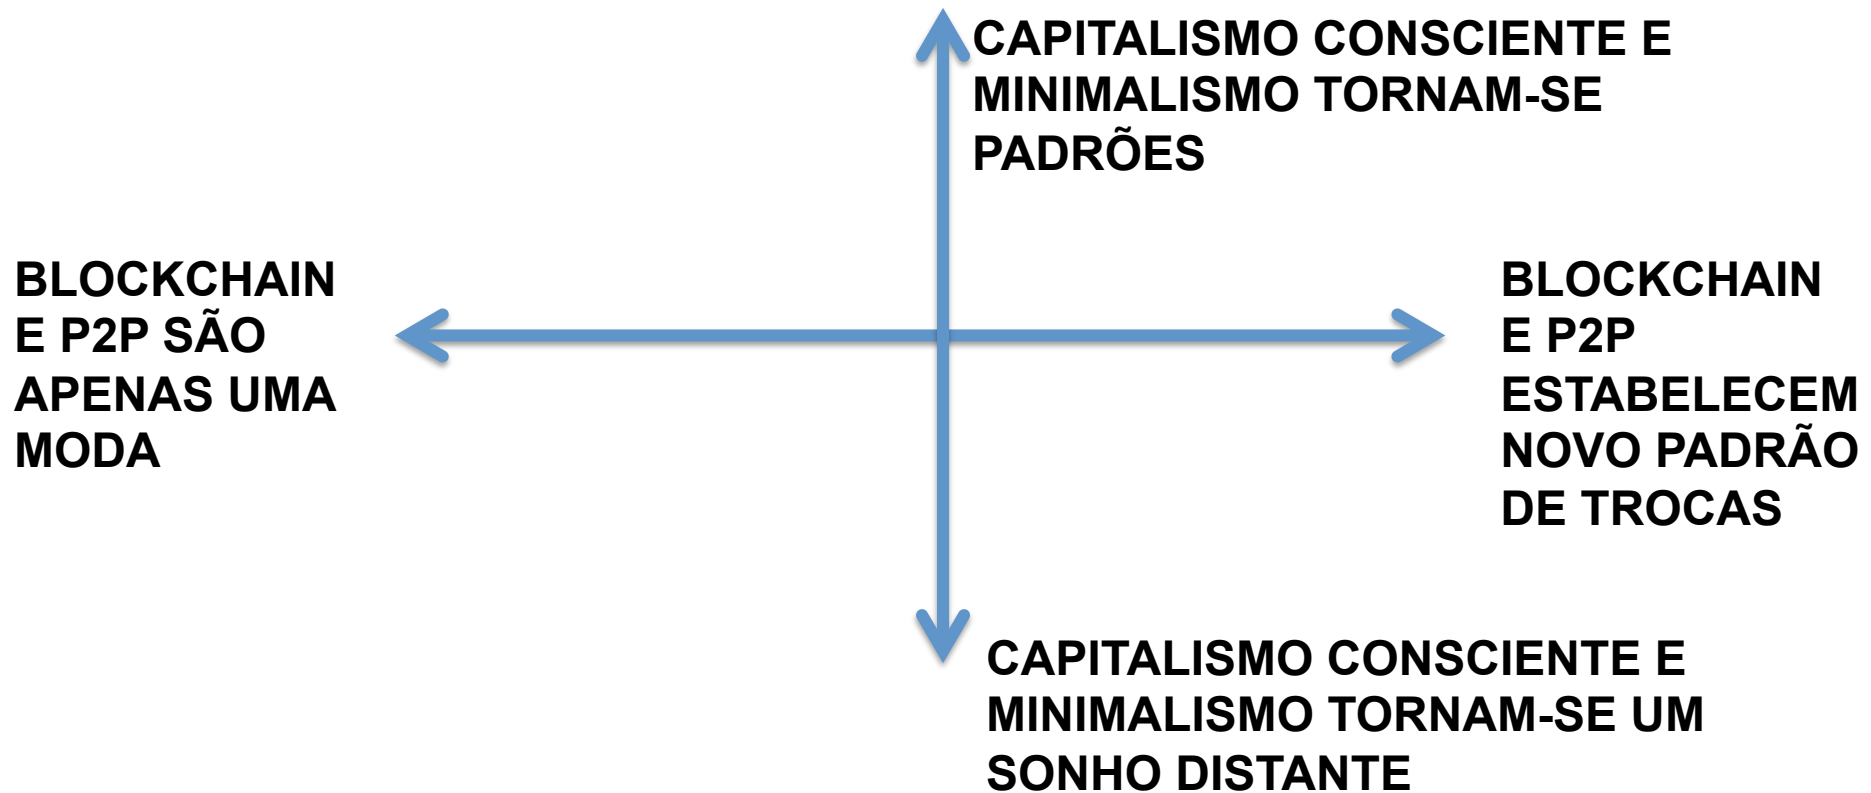 CAPITALISMO CONSCIENTE E
MINIMALISMO TORNAM-SE
PADRÕES
BLOCKCHAIN
E P2P SÃO
APENAS UMA
MODA
BLOCKCHAIN
E P2P
ESTABELECEM
NOVO PADRÃO
DE TROCAS
CAPITALISMO CONSCIENTE E
MINIMALISMO TORNAM-SE UM
SONHO DISTANTE